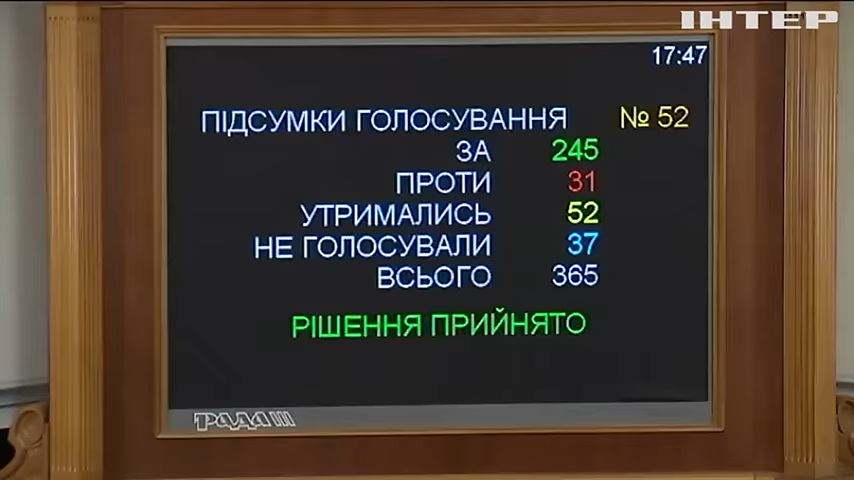 ІНТЕР
17:47
ПІДСУМКИ ГОЛОСУВАННЯ № 52
ЗА 245
ПРОТИ 31
УТРИМАЛИСЬ 52
НЕ ГОЛОСУВАЛИ 37
ВСЬОГО 365
РІШЕННЯ ПРИЙНЯТО
РАДА ІІІ